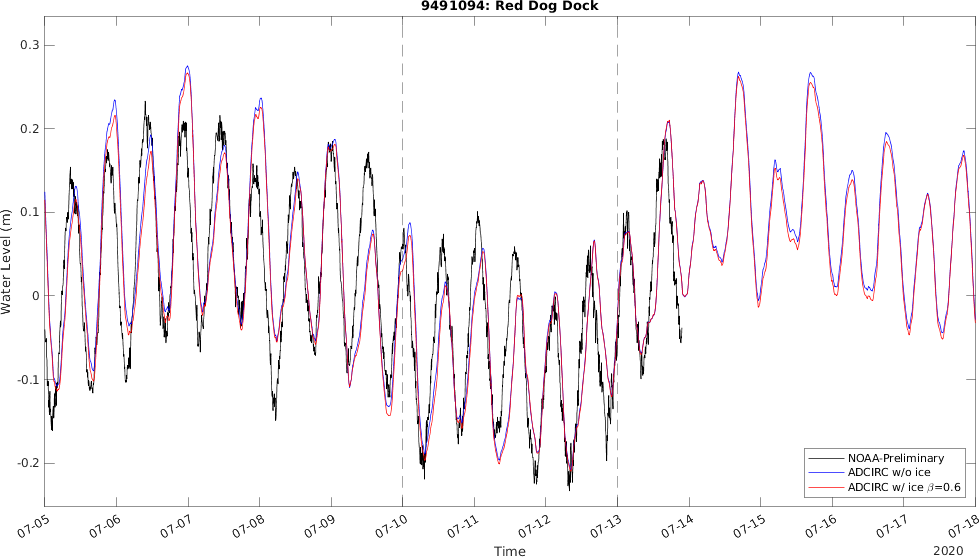 9491094: Red Dog Dock
Water Level (m)
0.3
0.2
0.1
0
-0.1
-0.2
NOAA-Preliminary
ADCIRC w/o ice
ADCIRC w/ ice β=0.6
07-05 07-06 07-07 07-08 07-09 07-10 07-11 07-12 07-13 07-14 07-15 07-16 07-17 07-18
Time
2020